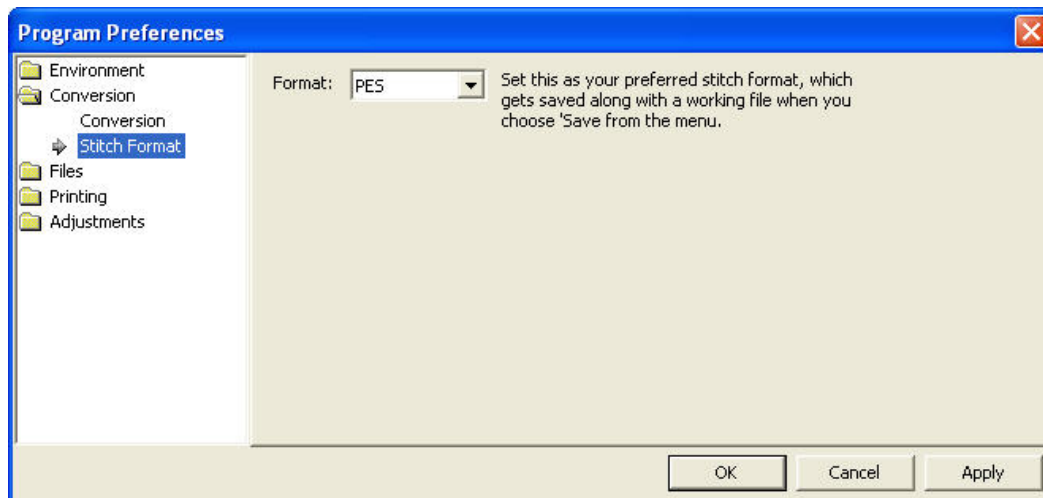 Program Preferences
Environment
Conversion
Conversion
Stitch Format
Files
Printing
Adjustments
Format:
PES
Set this as your preferred stitch format, which
gets saved along with a working file when you
choose 'Save from the menu.
OK
Cancel
Apply